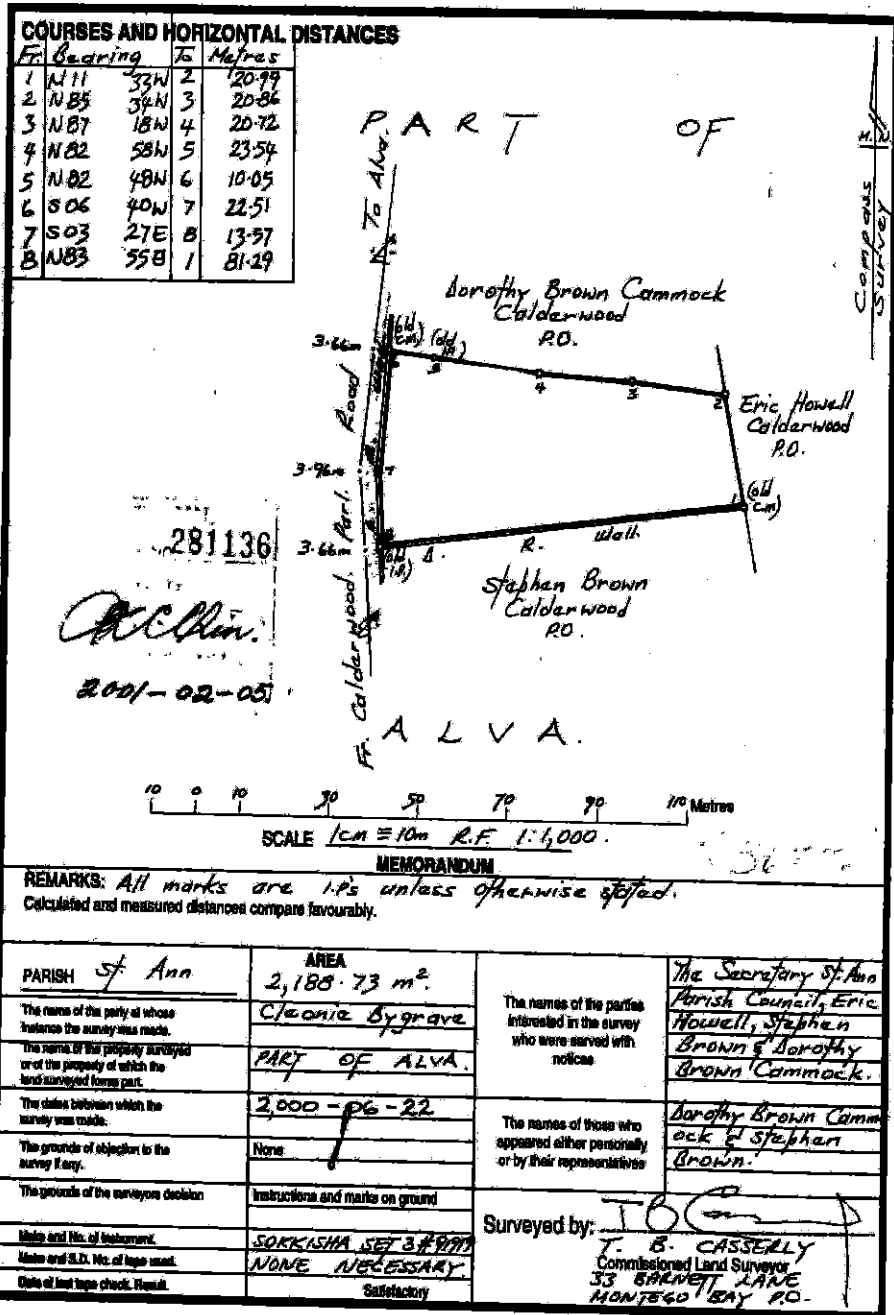 COURSES AND HORIZONTAL DISTANCES
Fr. Bearing To Metres
1 N11 33W 2 20.99
2 N85 34W 3 20.86
3 N87 18W 4 20.72
4 N82 58W 5 23.54
5 N82 48W 6 10.05
6 S06 40W 7 22.51
7 S03 27E 8 13.57
8 N83 55E 1 81.29
PART OF
M.N.
Compass Survey
To Alva.
Dorothy Brown Cammock
Calderwood
P.O.
3.66m
(old cm.)
(old I.P.)
5
4
3
2
Eric Howell
Calderwood
P.O.
Road
3.96m
7
1
(old cm)
Parl.
3.66m
(old I.P.)
Δ. R. Wall.
Stephen Brown
Calderwood
P.O.
281136
2001-02-05
Fr. Calderwood.
ALVA.
10 0 10 30 50 70 90 110 Metres
SCALE 1cm ≡ 10m R.F. 1:1,000.
MEMORANDUM
REMARKS: All marks are I.P's unless otherwise stated.
Calculated and measured distances compare favourably.
PARISH St. Ann
AREA
2,188.73 m².
The name of the party at whose instance the survey was made.
Cleonie Bygrave
The name of the property surveyed or of the property of which the land surveyed forms part.
PART OF ALVA.
The dates between which the survey was made.
2,000-06-22
The grounds of objection to the survey if any.
None
The grounds of the surveyors decision
Instructions and marks on ground
Make and No. of Instrument.
SOKKISHA SET 3 #
Make and S.D. No. of tape used.
NONE NECESSARY.
Date of last tape check. Result.
Satisfactory
The names of the parties
interested in the survey
who were served with
notices
The Secretary St. Ann
Parish Council, Eric
Howell, Stephen
Brown & Dorothy
Brown Cammock.
The names of those who
appeared either personally
or by their representatives
Dorothy Brown Camm
ock & Stephen
Brown.
Surveyed by:
T. B. CASSERLY
Commissioned Land Surveyor
33 BARNETT LANE
MONTEGO BAY P.O.